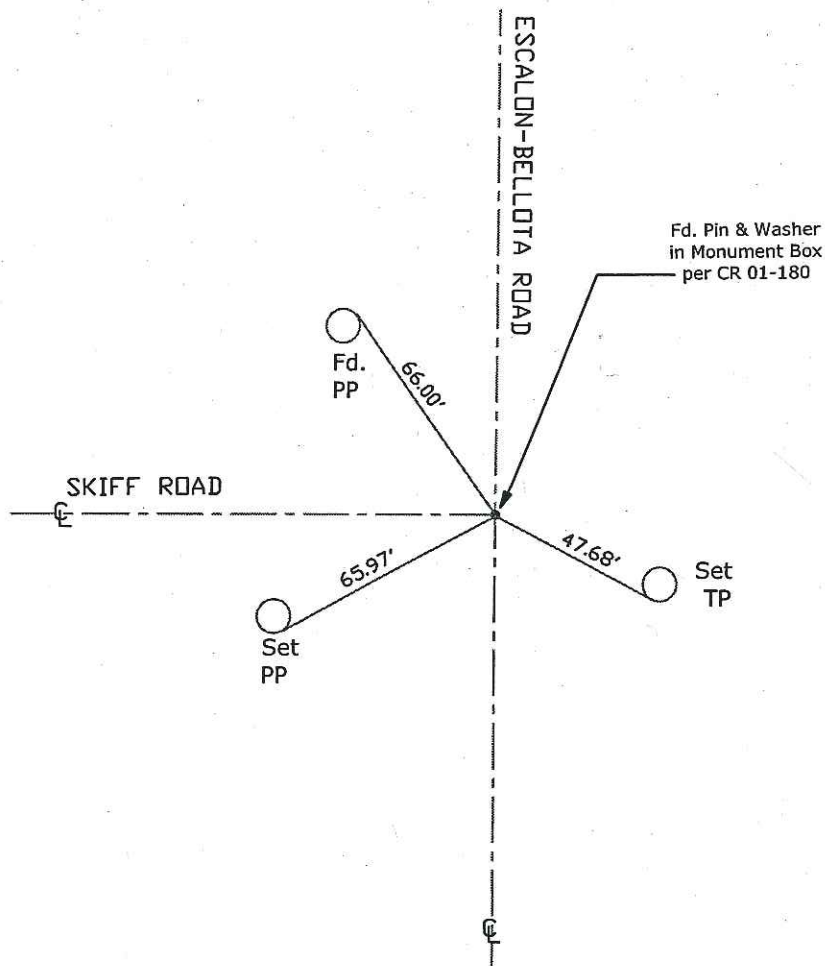 ESCALON-BELLOTA ROAD
Fd. Pin & Washer
in Monument Box
per CR 01-180
Fd.
PP
66.00'
SKIFF ROAD
℄
65.97'
47.68'
Set
TP
Set
PP
℄